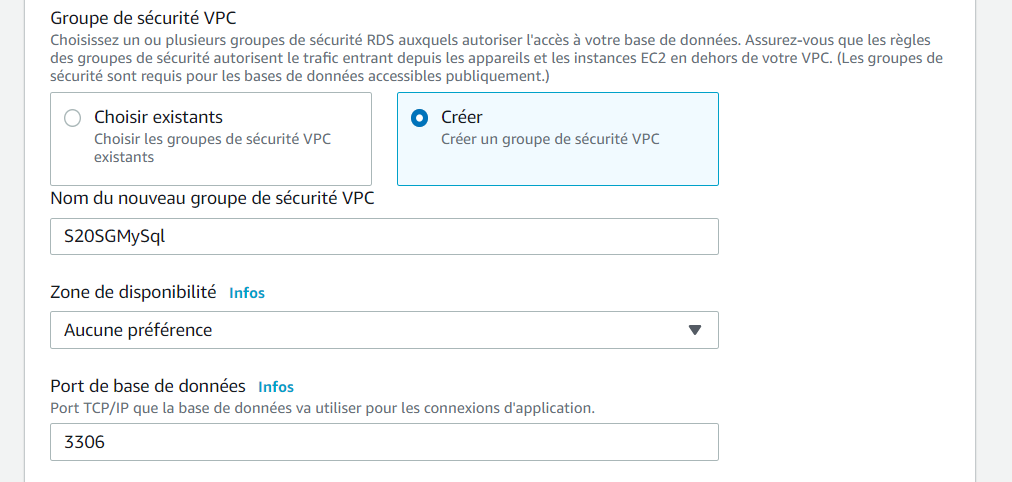 Groupe de sécurité VPC
Choisissez un ou plusieurs groupes de sécurité RDS auxquels autoriser l'accès à votre base de données. Assurez-vous que les règles
des groupes de sécurité autorisent le trafic entrant depuis les appareils et les instances EC2 en dehors de votre VPC. (Les groupes de
sécurité sont requis pour les bases de données accessibles publiquement.)
Choisir existants
Choisir les groupes de sécurité VPC
existants
Créer
Créer un groupe de sécurité VPC
Nom du nouveau groupe de sécurité VPC
S20SGMySql
Zone de disponibilité Infos
Aucune préférence
Port de base de données Infos
Port TCP/IP que la base de données va utiliser pour les connexions d'application.
3306